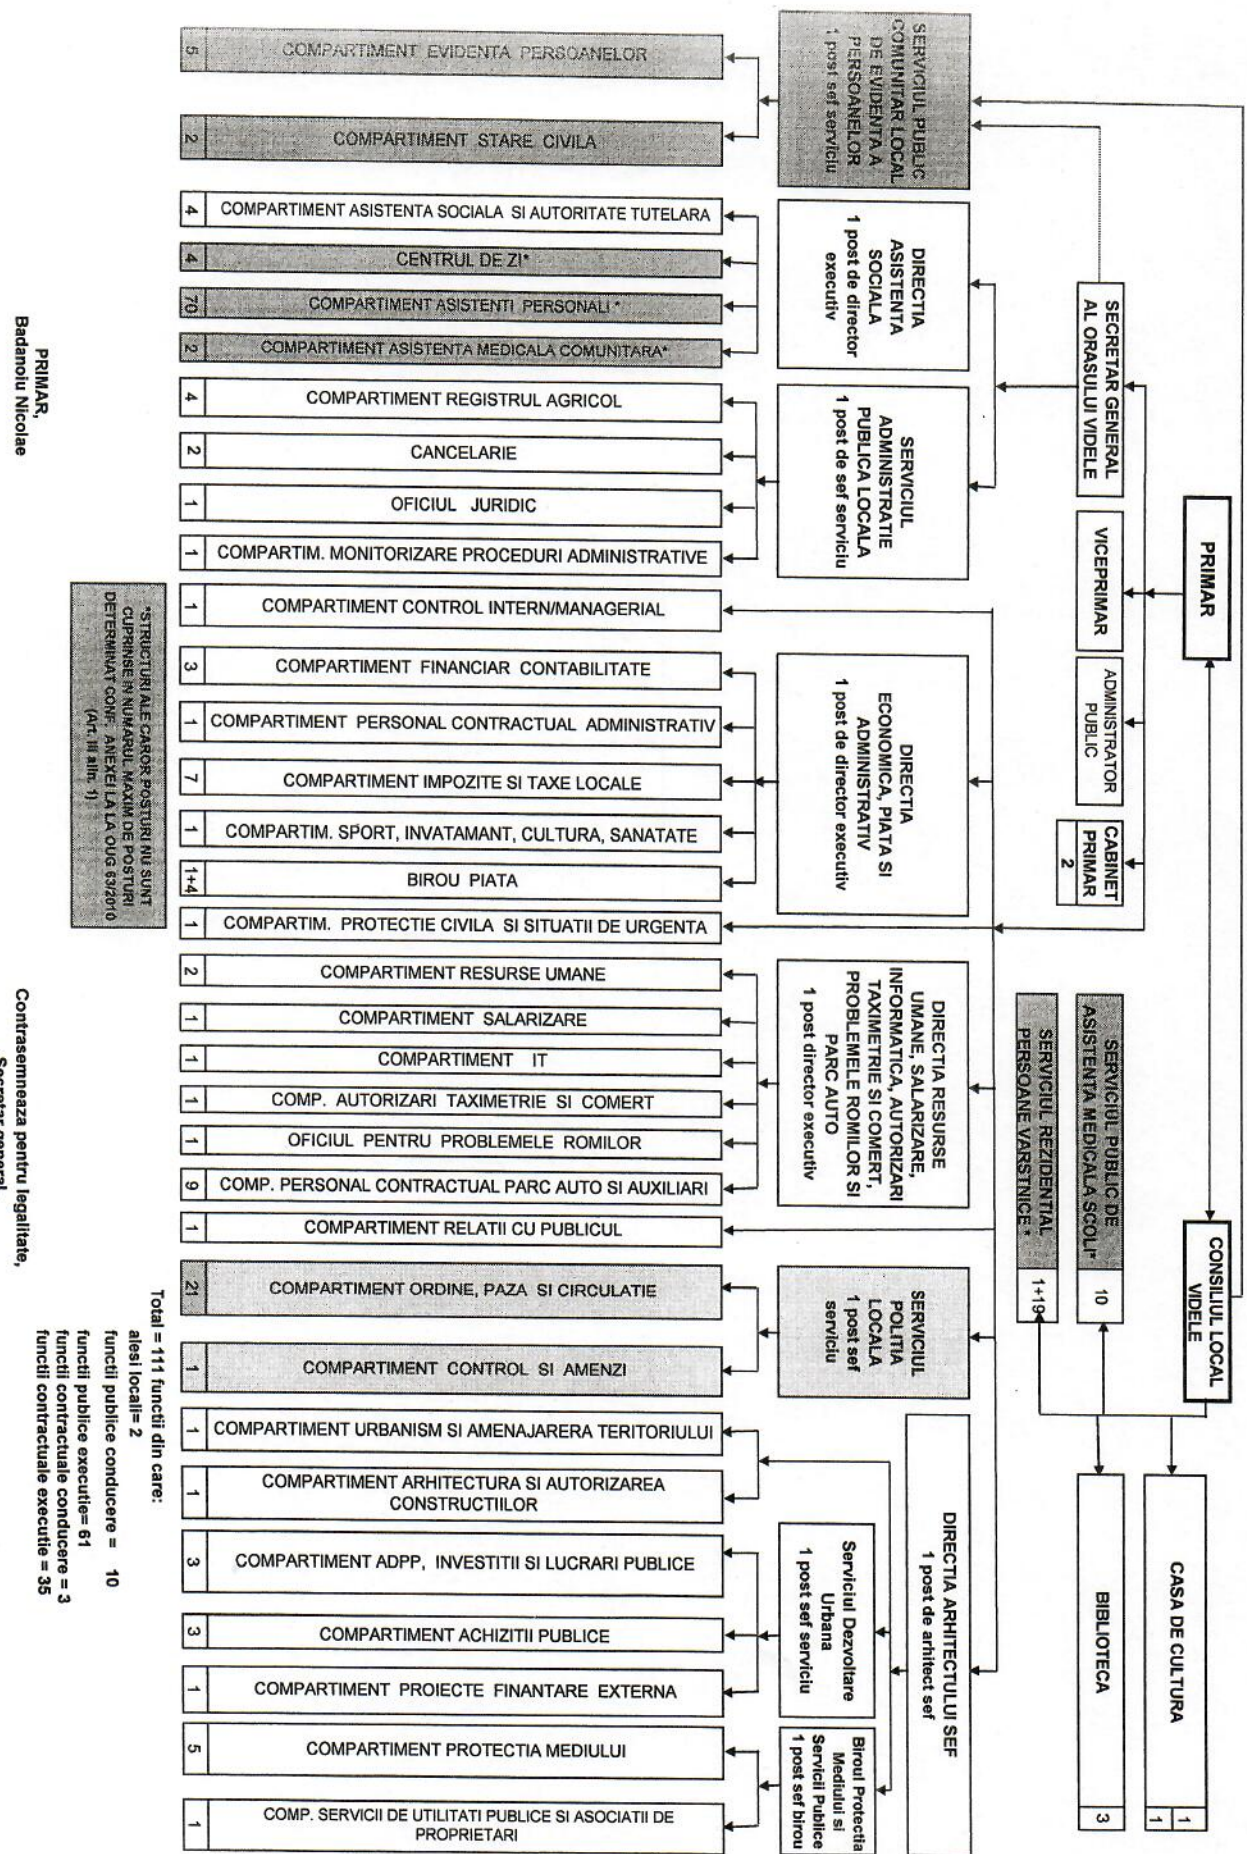 PRIMAR
CONSILIUL LOCAL
VIDELE
SECRETAR GENERAL
AL ORASULUI VIDELE
VICEPRIMAR
ADMINISTRATOR
PUBLIC
CABINET
PRIMAR
2
SERVICIUL PUBLIC DE
ASISTENTA MEDICALA SCOLI*
10
SERVICIUL REZIDENTIAL
PERSOANE VARSTNICE *
1+19
CASA DE CULTURA
1
1
BIBLIOTECA
3
SERVICIUL PUBLIC
COMUNITAR LOCAL
DE EVIDENTA A
PERSOANELOR
1 post sef serviciu
DIRECTIA
ASISTENTA
SOCIALA
1 post de director
executiv
SERVICIUL
ADMINISTRATIE
PUBLICA LOCALA
1 post de sef serviciu
DIRECTIA
ECONOMICA, PIATA SI
ADMINISTRATIV
1 post de director executiv
DIRECTIA RESURSE
UMANE, SALARIZARE,
INFORMATICA, AUTORIZARI
TAXIMETRIE SI COMERT,
PROBLEMELE ROMILOR SI
PARC AUTO
1 post director executiv
SERVICIUL
POLITIA
LOCALA
1 post sef
serviciu
DIRECTIA ARHITECTULUI SEF
1 post de arhitect sef
Serviciul Dezvoltare
Urbana
1 post sef serviciu
Biroul Protectia
Mediului si
Servicii Publice
1 post sef birou
COMPARTIMENT EVIDENTA PERSOANELOR
5
COMPARTIMENT STARE CIVILA
2
COMPARTIMENT ASISTENTA SOCIALA SI AUTORITATE TUTELARA
4
CENTRUL DE ZI*
4
COMPARTIMENT ASISTENTI PERSONALI *
70
COMPARTIMENT ASISTENTA MEDICALA COMUNITARA*
2
COMPARTIMENT REGISTRUL AGRICOL
4
CANCELARIE
2
OFICIUL JURIDIC
1
COMPARTIM. MONITORIZARE PROCEDURI ADMINISTRATIVE
1
COMPARTIMENT CONTROL INTERN/MANAGERIAL
1
COMPARTIMENT FINANCIAR CONTABILITATE
3
COMPARTIMENT PERSONAL CONTRACTUAL ADMINISTRATIV
1
COMPARTIMENT IMPOZITE SI TAXE LOCALE
7
COMPARTIM. SPORT, INVATAMANT, CULTURA, SANATATE
1
BIROU PIATA
1+4
COMPARTIM. PROTECTIE CIVILA SI SITUATII DE URGENTA
1
COMPARTIMENT RESURSE UMANE
2
COMPARTIMENT SALARIZARE
1
COMPARTIMENT IT
1
COMP. AUTORIZARI TAXIMETRIE SI COMERT
1
OFICIUL PENTRU PROBLEMELE ROMILOR
1
COMP. PERSONAL CONTRACTUAL PARC AUTO SI AUXILIARI
9
COMPARTIMENT RELATII CU PUBLICUL
1
COMPARTIMENT ORDINE, PAZA SI CIRCULATIE
21
COMPARTIMENT CONTROL SI AMENZI
1
COMPARTIMENT URBANISM SI AMENAJARERA TERITORIULUI
1
COMPARTIMENT ARHITECTURA SI AUTORIZAREA
CONSTRUCTIILOR
1
COMPARTIMENT ADPP, INVESTITII SI LUCRARI PUBLICE
3
COMPARTIMENT ACHIZITII PUBLICE
3
COMPARTIMENT PROIECTE FINANTARE EXTERNA
1
COMPARTIMENT PROTECTIA MEDIULUI
5
COMP. SERVICII DE UTILITATI PUBLICE SI ASOCIATII DE
PROPRIETARI
1
*STRUCTURI ALE CAROR POSTURI NU SUNT
CUPRINSE IN NUMARUL MAXIM DE POSTURI
DETERMINAT CONF. ANEXEI LA LA OUG 63/2010
(Art. III alin. 1)
Total = 111 functii din care:
alesi locali= 2
functii publice conducere = 10
functii publice executie= 61
functii contractuale conducere = 3
functii contractuale executie = 35
PRIMAR,
Badanoiu Nicolae
Contrasemneaza pentru legalitate,
Secretar general